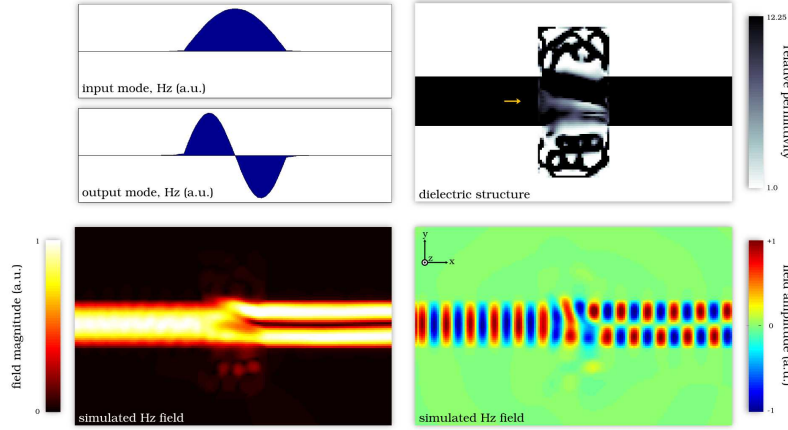 input mode, Hz (a.u.)
output mode, Hz (a.u.)
12.25
relative permittivity
1.0
dielectric structure
1
field magnitude (a.u.)
0
simulated Hz field
y
z
x
simulated Hz field
+1
field amplitude (a.u.)
0
-1